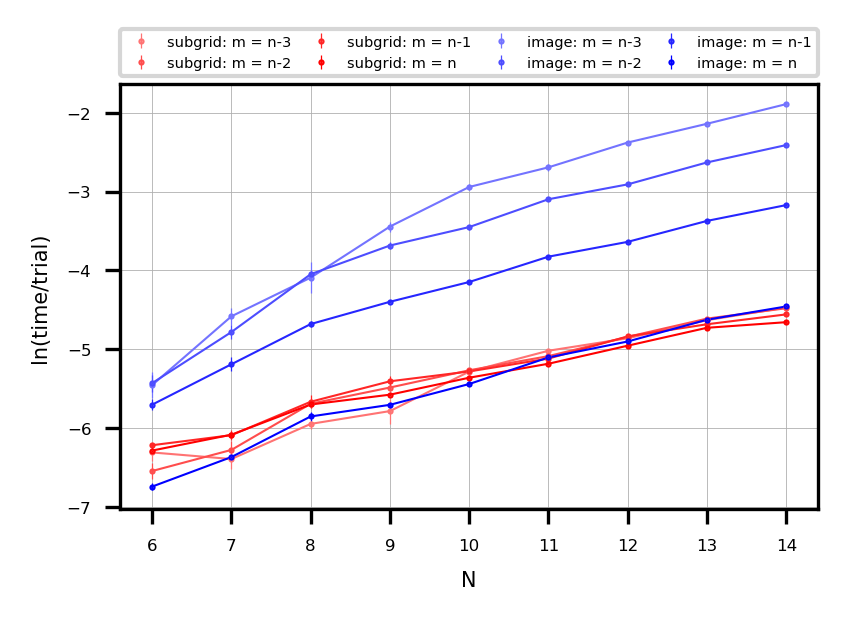 subgrid: m = n-3 subgrid: m = n-1 image: m = n-3 image: m = n-1
subgrid: m = n-2 subgrid: m = n image: m = n-2 image: m = n
−2
−3
−4
−5
−6
−7
ln(time/trial)
6 7 8 9 10 11 12 13 14
N